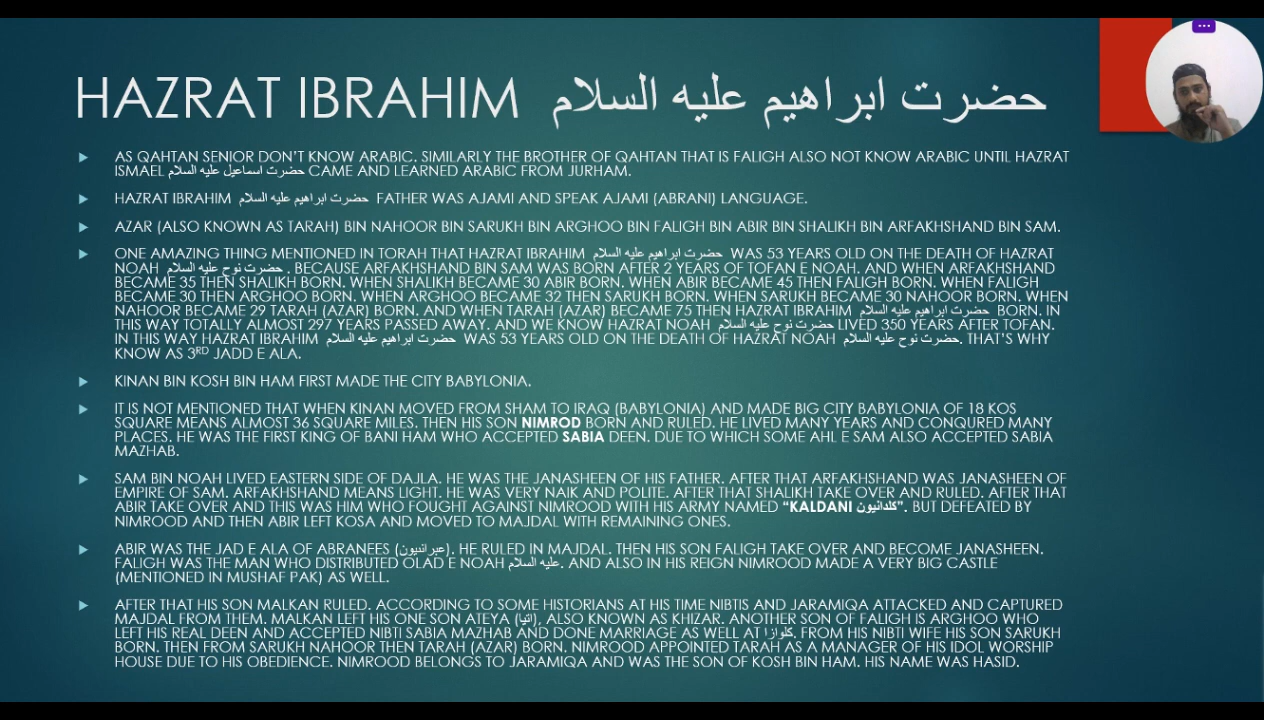 HAZRAT IBRAHIM حضرت ابراهيم عليه السلام
AS QAHTAN SENIOR DON'T KNOW ARABIC. SIMILARLY THE BROTHER OF QAHTAN THAT IS FALIGH ALSO NOT KNOW ARABIC UNTIL HAZRAT
ISMAEL حضرت اسماعيل عليه السلام CAME AND LEARNED ARABIC FROM JURHAM.
HAZRAT IBRAHIM حضرت ابراهيم عليه السلام FATHER WAS AJAMI AND SPEAK AJAMI (ABRANI) LANGUAGE.
AZAR (ALSO KNOWN AS TARAH) BIN NAHOOR BIN SARUKH BIN ARGHOO BIN FALIGH BIN ABIR BIN SHALIKH BIN ARFAKHSHAND BIN SAM.
ONE AMAZING THING MENTIONED IN TORAH THAT HAZRAT IBRAHIM حضرت ابراهيم عليه السلام WAS 53 YEARS OLD ON THE DEATH OF HAZRAT
NOAH حضرت نوح عليه السلام . BECAUSE ARFAKHSHAND BIN SAM WAS BORN AFTER 2 YEARS OF TOFAN E NOAH. AND WHEN ARFAKHSHAND
BECAME 35 THEN SHALIKH BORN. WHEN SHALIKH BECAME 30 ABIR BORN. WHEN ABIR BECAME 45 THEN FALIGH BORN. WHEN FALIGH
BECAME 30 THEN ARGHOO BORN. WHEN ARGHOO BECAME 32 THEN SARUKH BORN. WHEN SARUKH BECAME 30 NAHOOR BORN. WHEN
NAHOOR BECAME 29 TARAH (AZAR) BORN. AND WHEN TARAH (AZAR) BECAME 75 THEN HAZRAT IBRAHIM حضرت ابراهيم عليه السلام BORN. IN
THIS WAY TOTALLY ALMOST 297 YEARS PASSED AWAY. AND WE KNOW HAZRAT NOAH حضرت نوح عليه السلام LIVED 350 YEARS AFTER TOFAN.
IN THIS WAY HAZRAT IBRAHIM حضرت ابراهيم عليه السلام WAS 53 YEARS OLD ON THE DEATH OF HAZRAT NOAH حضرت نوح عليه السلام. THAT'S WHY
KNOW AS 3RD JADD E ALA.
KINAN BIN KOSH BIN HAM FIRST MADE THE CITY BABYLONIA.
IT IS NOT MENTIONED THAT WHEN KINAN MOVED FROM SHAM TO IRAQ (BABYLONIA) AND MADE BIG CITY BABYLONIA OF 18 KOS
SQUARE MEANS ALMOST 36 SQUARE MILES. THEN HIS SON NIMROD BORN AND RULED. HE LIVED MANY YEARS AND CONQURED MANY
PLACES. HE WAS THE FIRST KING OF BANI HAM WHO ACCEPTED SABIA DEEN. DUE TO WHICH SOME AHL E SAM ALSO ACCEPTED SABIA
MAZHAB.
SAM BIN NOAH LIVED EASTERN SIDE OF DAJLA. HE WAS THE JANASHEEN OF HIS FATHER. AFTER THAT ARFAKHSHAND WAS JANASHEEN OF
EMPIRE OF SAM. ARFAKHSHAND MEANS LIGHT. HE WAS VERY NAIK AND POLITE. AFTER THAT SHALIKH TAKE OVER AND RULED. AFTER THAT
ABIR TAKE OVER AND THIS WAS HIM WHO FOUGHT AGAINST NIMROOD WITH HIS ARMY NAMED "KALDANI كلدانيون". BUT DEFEATED BY
NIMROOD AND THEN ABIR LEFT KOSA AND MOVED TO MAJDAL WITH REMAINING ONES.
ABIR WAS THE JAD E ALA OF ABRANEES (عبرانيون). HE RULED IN MAJDAL. THEN HIS SON FALIGH TAKE OVER AND BECOME JANASHEEN.
FALIGH WAS THE MAN WHO DISTRIBUTED OLAD E NOAH عليه السلام. AND ALSO IN HIS REIGN NIMROOD MADE A VERY BIG CASTLE
(MENTIONED IN MUSHAF PAK) AS WELL.
AFTER THAT HIS SON MALKAN RULED. ACCORDING TO SOME HISTORIANS AT HIS TIME NIBTIS AND JARAMIQA ATTACKED AND CAPTURED
MAJDAL FROM THEM. MALKAN LEFT HIS ONE SON ATEYA (اتيا), ALSO KNOWN AS KHIZAR. ANOTHER SON OF FALIGH IS ARGHOO WHO
LEFT HIS REAL DEEN AND ACCEPTED NIBTI SABIA MAZHAB AND DONE MARRIAGE AS WELL AT كلوازا. FROM HIS NIBTI WIFE HIS SON SARUKH
BORN. THEN FROM SARUKH NAHOOR THEN TARAH (AZAR) BORN. NIMROOD APPOINTED TARAH AS A MANAGER OF HIS IDOL WORSHIP
HOUSE DUE TO HIS OBEDIENCE. NIMROOD BELONGS TO JARAMIQA AND WAS THE SON OF KOSH BIN HAM. HIS NAME WAS HASID.